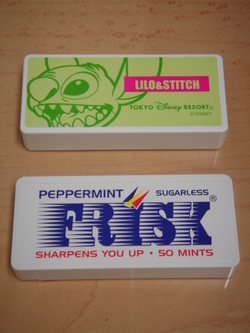 LILO&STITCH
TOKYO Disney RESORT®
© DISNEY
PEPPERMINT SUGARLESS
FRISK®
SHARPENS YOU UP • 50 MINTS